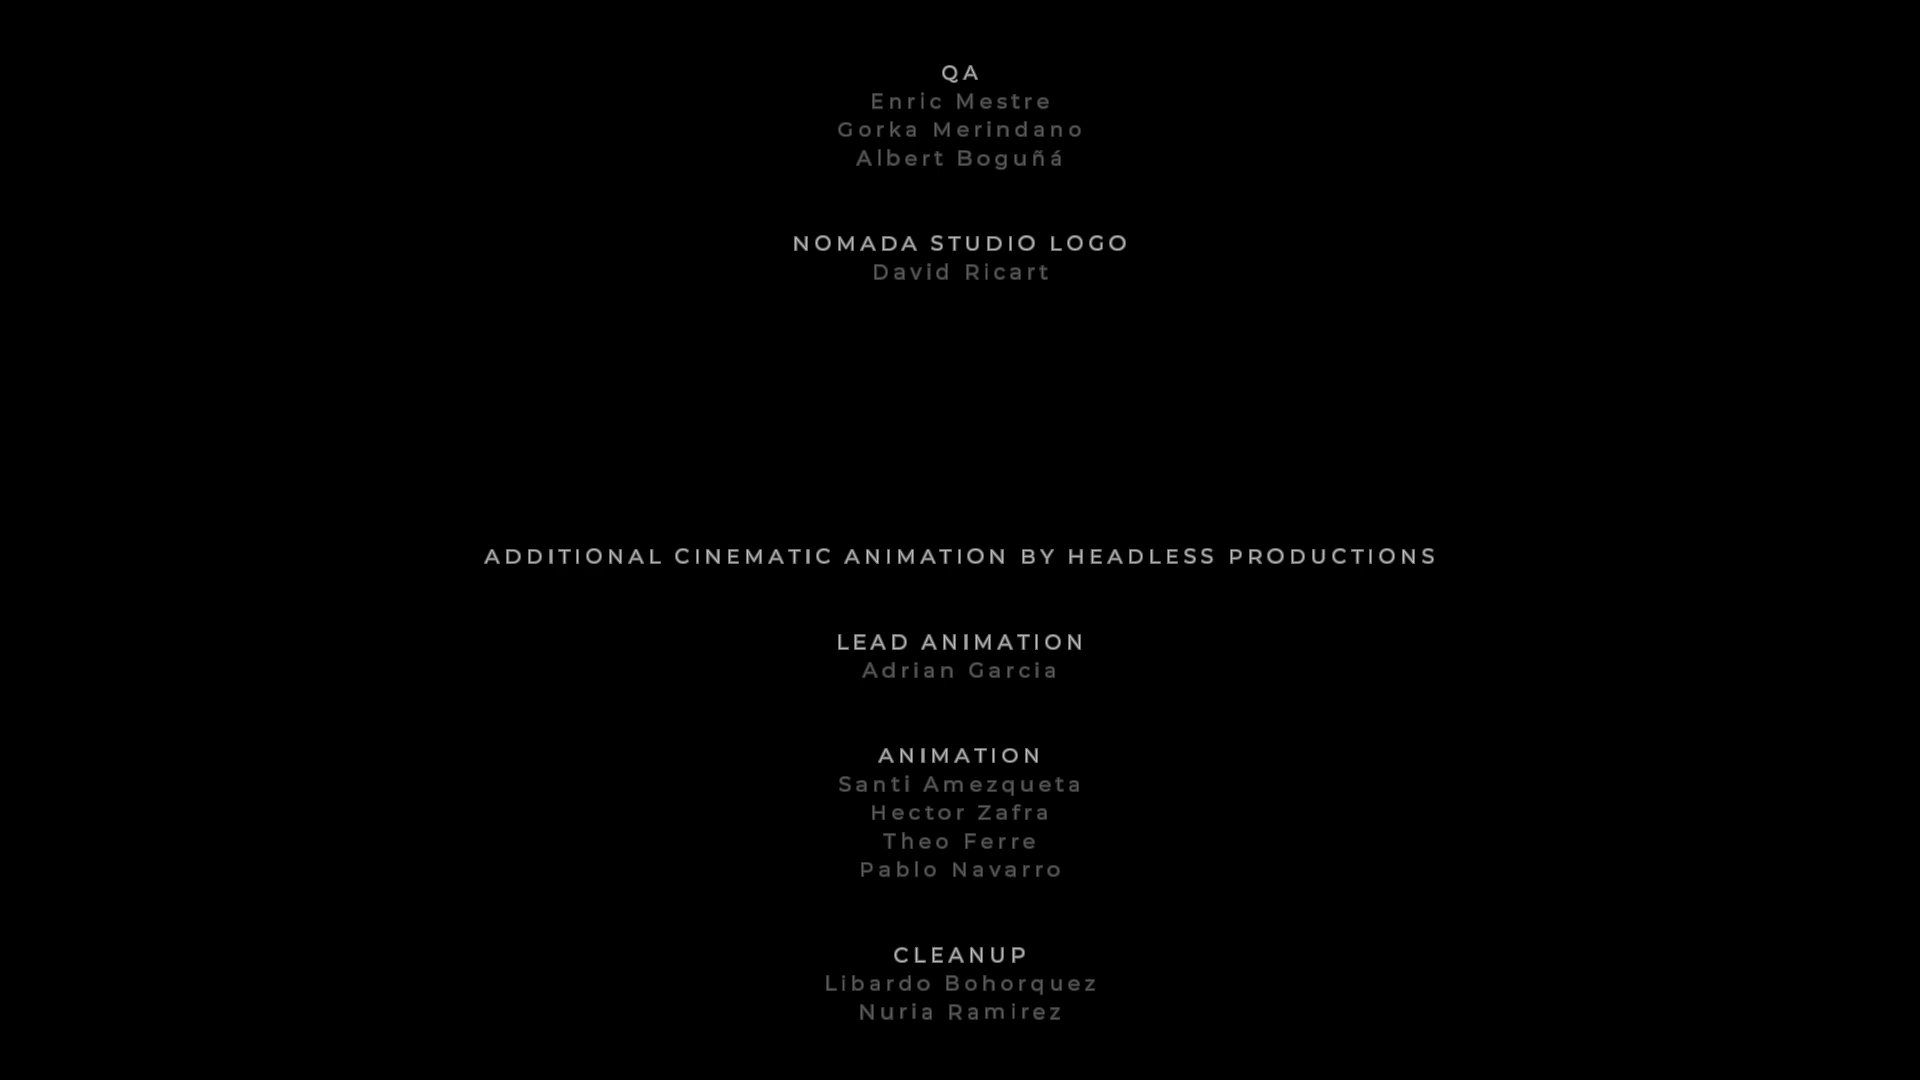 QA
Enric Mestre
Gorka Merindano
Albert Boguñá
NOMADA STUDIO LOGO
David Ricart
ADDITIONAL CINEMATIC ANIMATION BY HEADLESS PRODUCTIONS
LEAD ANIMATION
Adrian Garcia
ANIMATION
Santi Amezqueta
Hector Zafra
Theo Ferre
Pablo Navarro
CLEANUP
Libardo Bohorquez
Nuria Ramirez